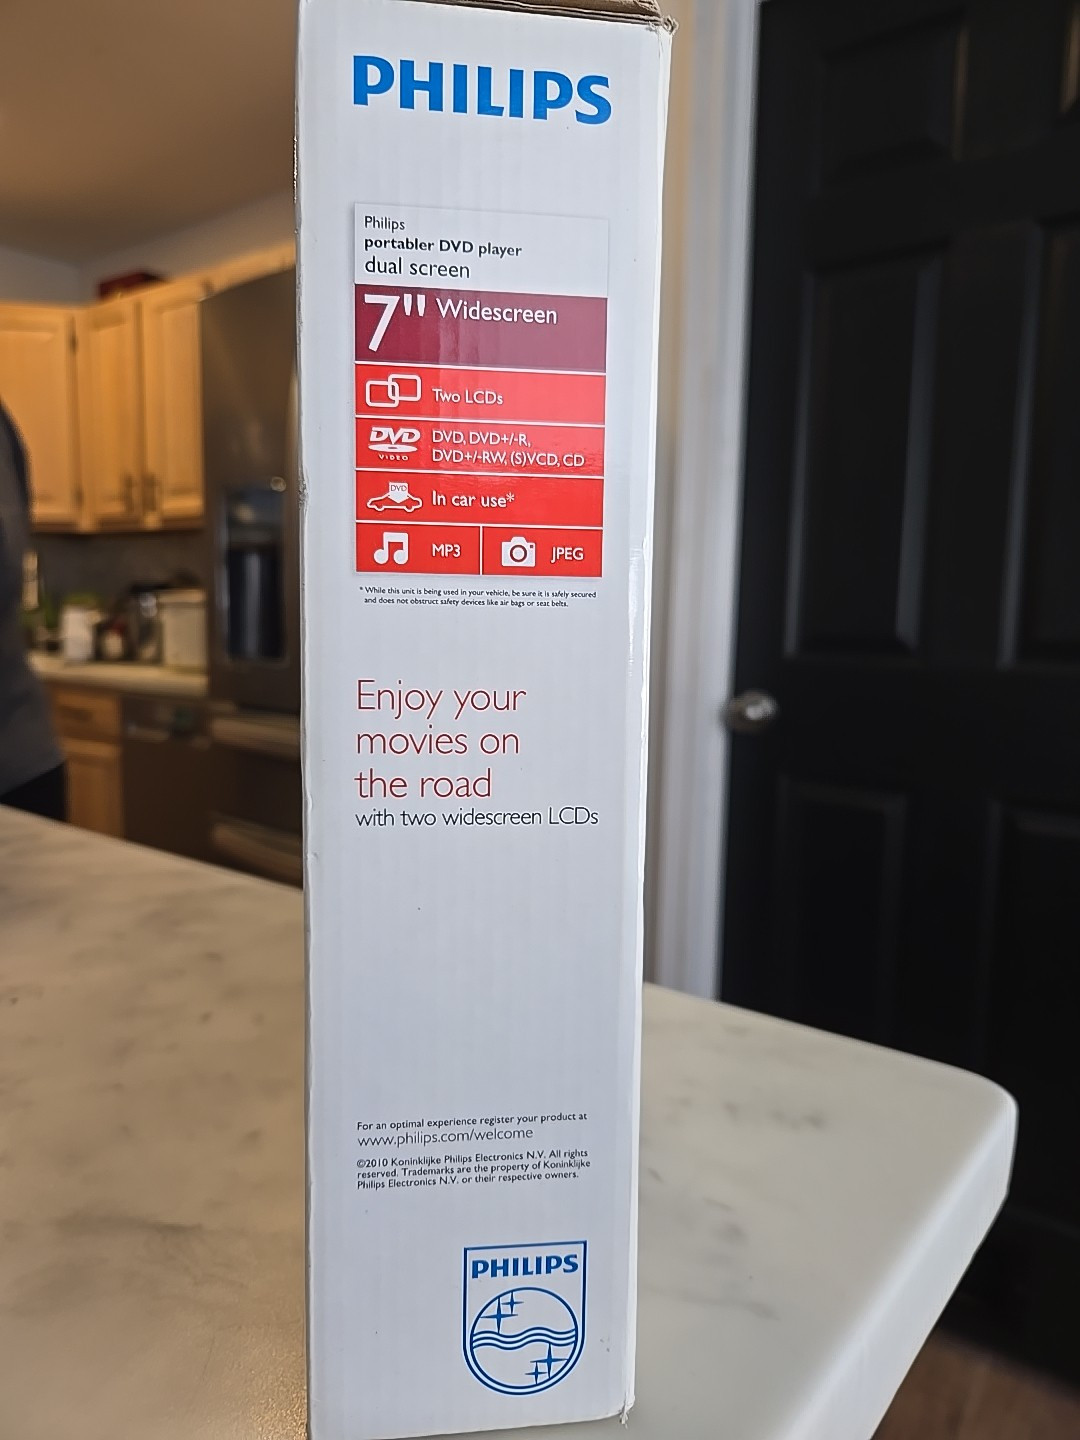 PHILIPS
Philips
portabler DVD player
dual screen
7" Widescreen
Two LCDs
DVD VIDEO
DVD, DVD+/-R,
DVD+/-RW, (S)VCD, CD
DVD
In car use*
MP3
JPEG
* While this unit is being used in your vehicle, be sure it is safely secured
and does not obstruct safety devices like air bags or seat belts.
Enjoy your
movies on
the road
with two widescreen LCDs
For an optimal experience register your product at
www.philips.com/welcome
©2010 Koninklijke Philips Electronics N.V. All rights
reserved. Trademarks are the property of Koninklijke
Philips Electronics N.V. or their respective owners.
PHILIPS